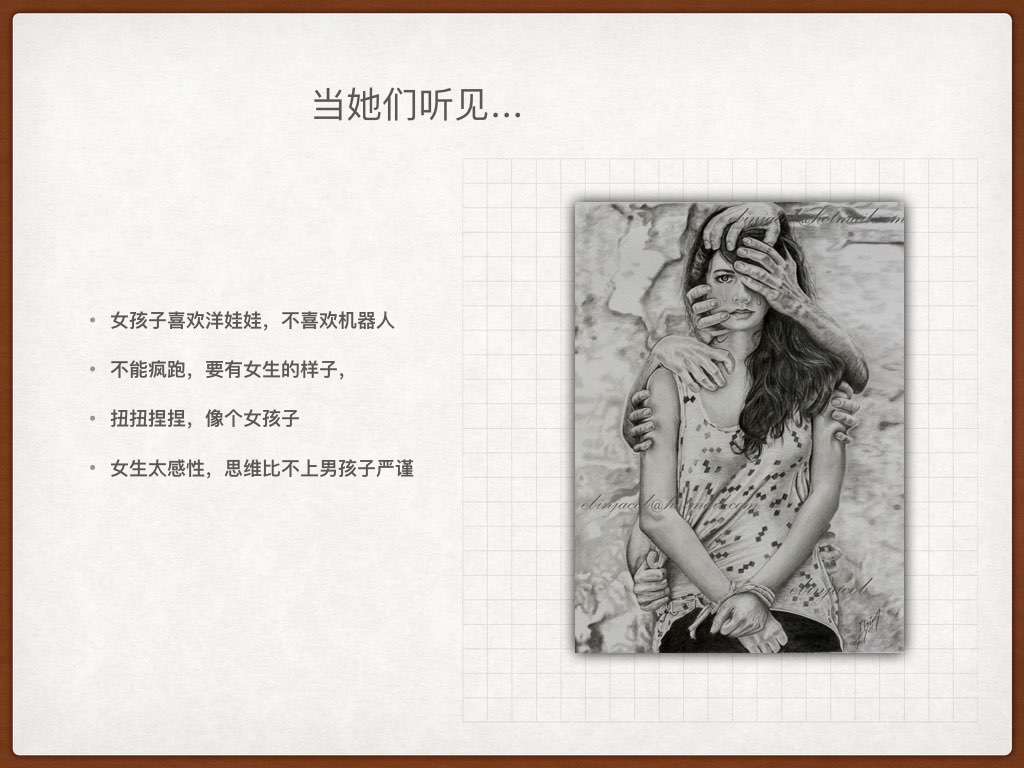 当她们听见...
女孩子喜欢洋娃娃，不喜欢机器人
不能疯跑，要有女生的样子，
扭扭捏捏，像个女孩子
女生太感性，思维比不上男孩子严谨
ebinjacob@hotmail.com
ebinjacob@hotmail.com
ebinjacob